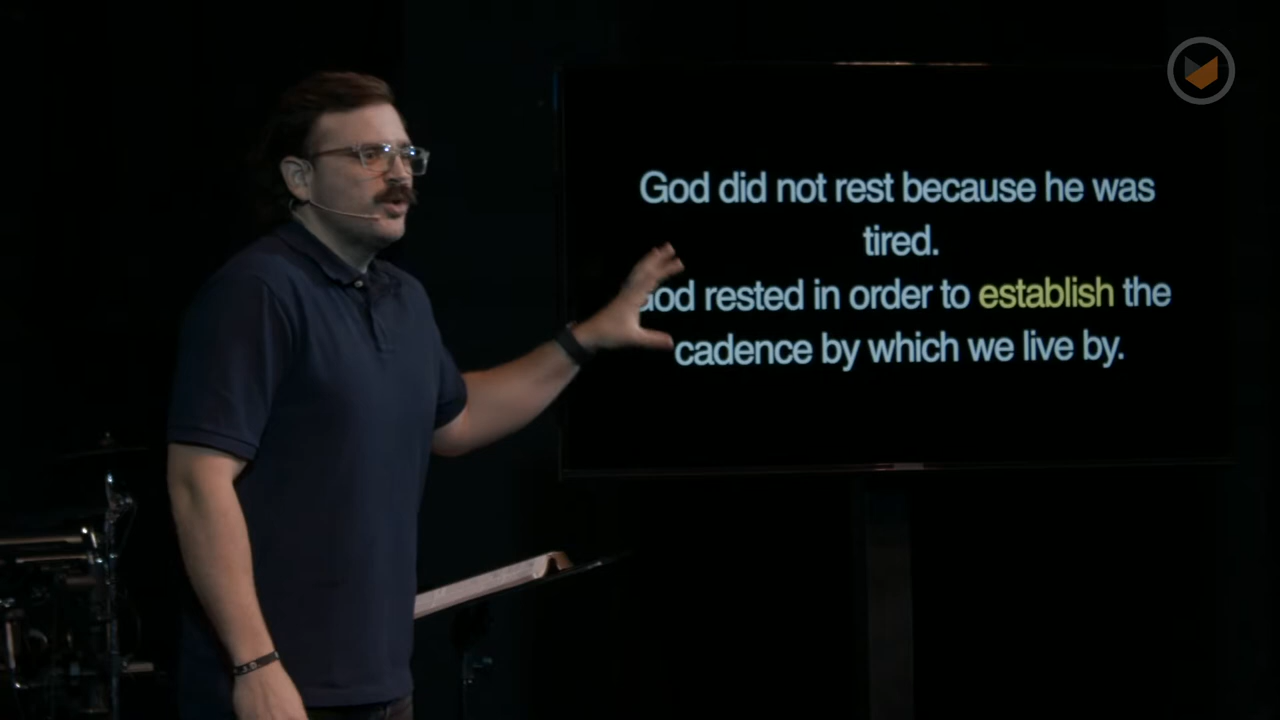 God did not rest because he was
tired.
God rested in order to establish the
cadence by which we live by.